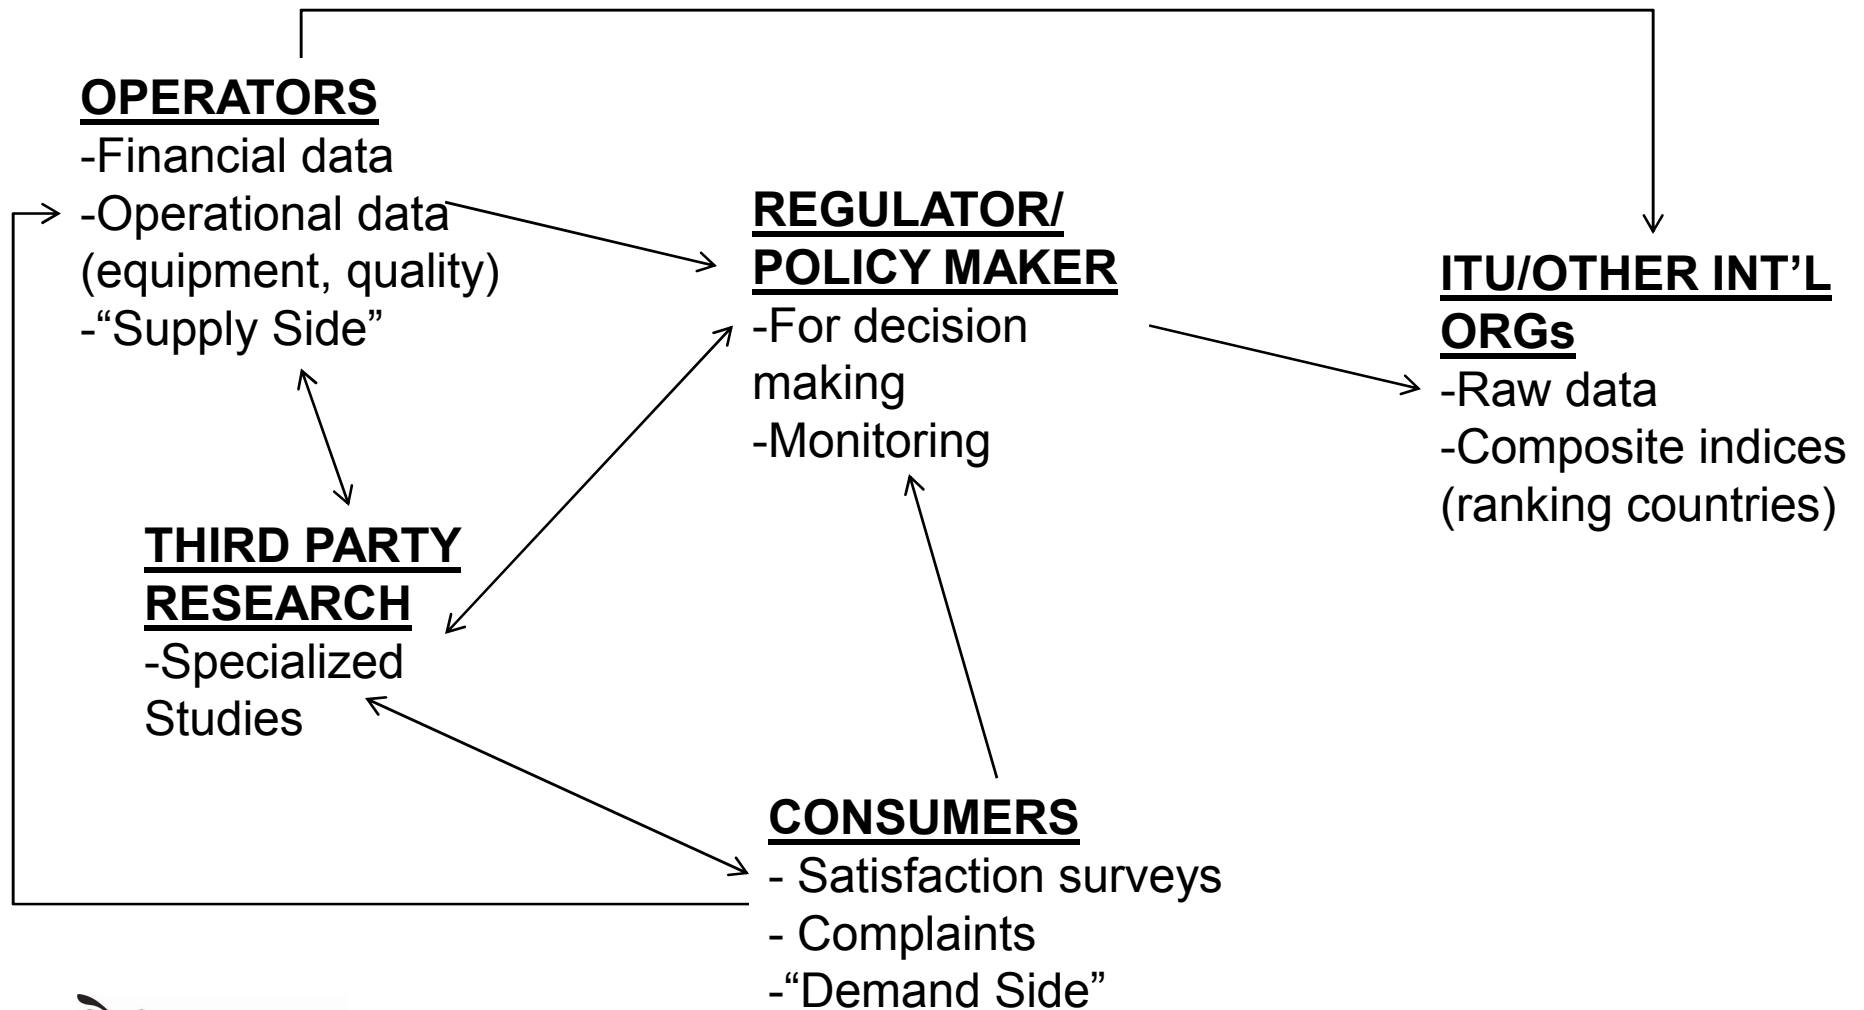 OPERATORS
-Financial data
-Operational data
(equipment, quality)
-“Supply Side”
REGULATOR/
POLICY MAKER
-For decision
making
-Monitoring
ITU/OTHER INT’L
ORGs
-Raw data
-Composite indices
(ranking countries)
THIRD PARTY
RESEARCH
-Specialized
Studies
CONSUMERS
- Satisfaction surveys
- Complaints
-“Demand Side”